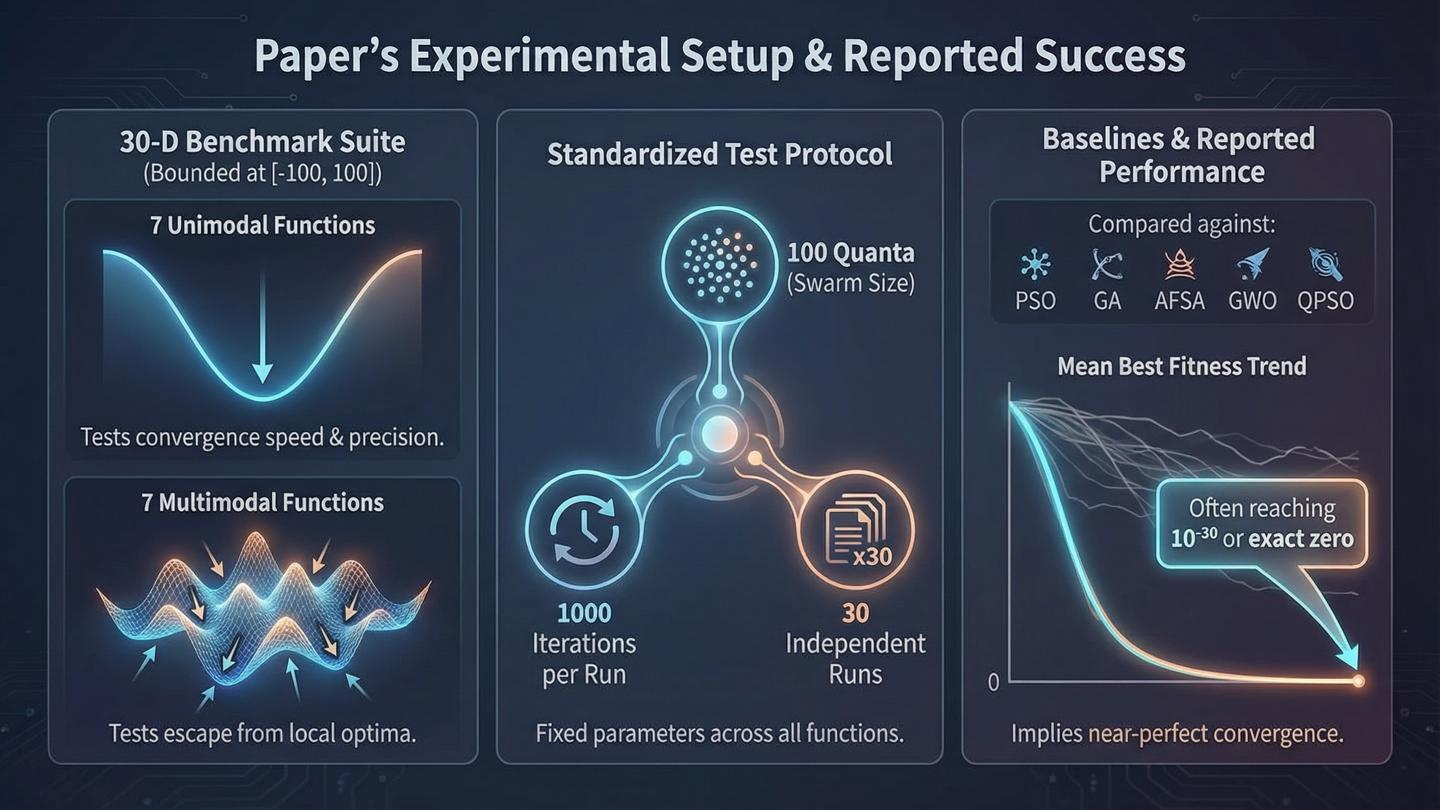 Paper's Experimental Setup & Reported Success
30-D Benchmark Suite
(Bounded at [-100, 100])
7 Unimodal Functions
Tests convergence speed & precision.
7 Multimodal Functions
Tests escape from local optima.
Standardized Test Protocol
100 Quanta
(Swarm Size)
x30
1000
Iterations
per Run
30
Independent
Runs
Fixed parameters across all functions.
Baselines & Reported
Performance
Compared against:
PSO GA AFSA GWO QPSO
Mean Best Fitness Trend
Often reaching
10⁻³⁰ or exact zero
0
Implies near-perfect convergence.